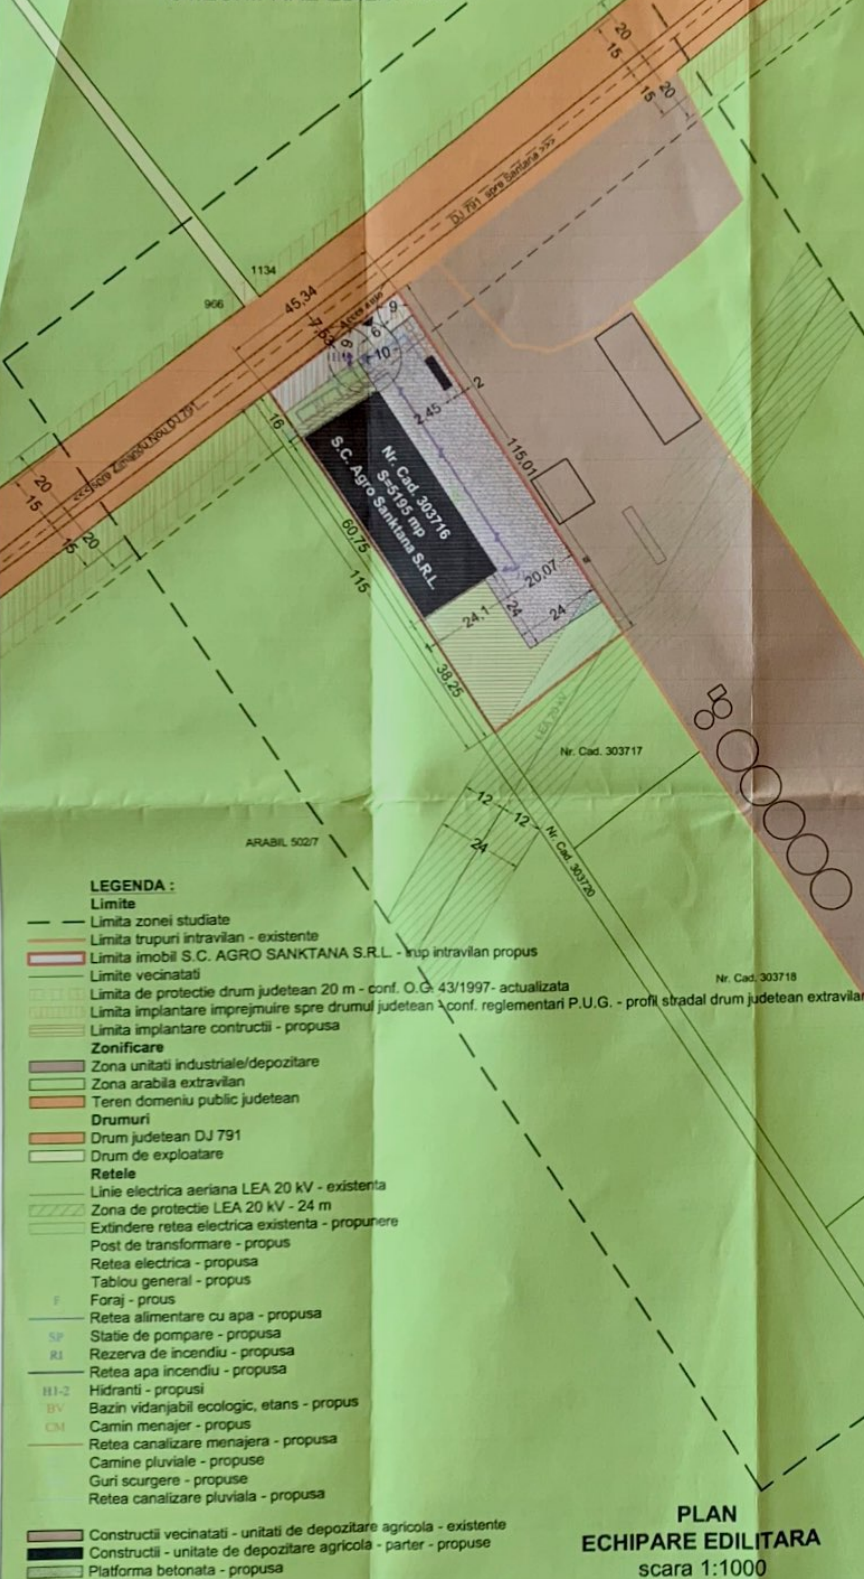 20
15
15
20
DJ 791 spre Santana >>>
1134
966
45,34
7,53
Acces auto
9
6
6
10
2
2.45
16
<<< spre Zimandu Nou DJ 791
115,01
Nr. Cad. 303716
S=5195 mp
S.C. Agro Sanktana S.R.L.
20
15
15
20
60,75
115
20,07
24,1
24
24
38,25
LEA 20 kV
Nr. Cad. 303717
12
12
24
Nr. Cad. 303720
ARABIL 502/7
Nr. Cad. 303718
LEGENDA :
Limite
Limita zonei studiate
Limita trupuri intravilan - existente
Limita imobil S.C. AGRO SANKTANA S.R.L. - trup intravilan propus
Limite vecinatati
Limita de protectie drum judetean 20 m - conf. O.G. 43/1997- actualizata
Limita implantare imprejmuire spre drumul judetean - conf. reglementari P.U.G. - profil stradal drum judetean extravilan
Limita implantare contructii - propusa
Zonificare
Zona unitati industriale/depozitare
Zona arabila extravilan
Teren domeniu public judetean
Drumuri
Drum judetean DJ 791
Drum de exploatare
Retele
Linie electrica aeriana LEA 20 kV - existenta
Zona de protectie LEA 20 kV - 24 m
Extindere retea electrica existenta - propunere
Post de transformare - propus
Retea electrica - propusa
Tablou general - propus
F Foraj - prous
Retea alimentare cu apa - propusa
SP Statie de pompare - propusa
RI Rezerva de incendiu - propusa
Retea apa incendiu - propusa
H1-2 Hidranti - propusi
BV Bazin vidanjabil ecologic, etans - propus
CM Camin menajer - propus
Retea canalizare menajera - propusa
Camine pluviale - propuse
Guri scurgere - propuse
Retea canalizare pluviala - propusa
Constructii vecinatati - unitati de depozitare agricola - existente
Constructii - unitate de depozitare agricola - parter - propuse
Platforma betonata - propusa
PLAN
ECHIPARE EDILITARA
scara 1:1000